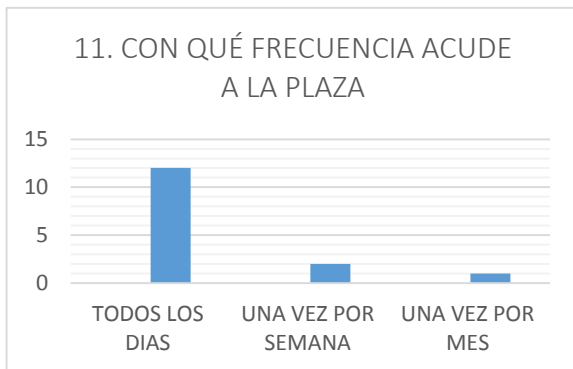 11. CON QUÉ FRECUENCIA ACUDE
A LA PLAZA
15
10
5
0
TODOS LOS
DIAS
UNA VEZ POR
SEMANA
UNA VEZ POR
MES